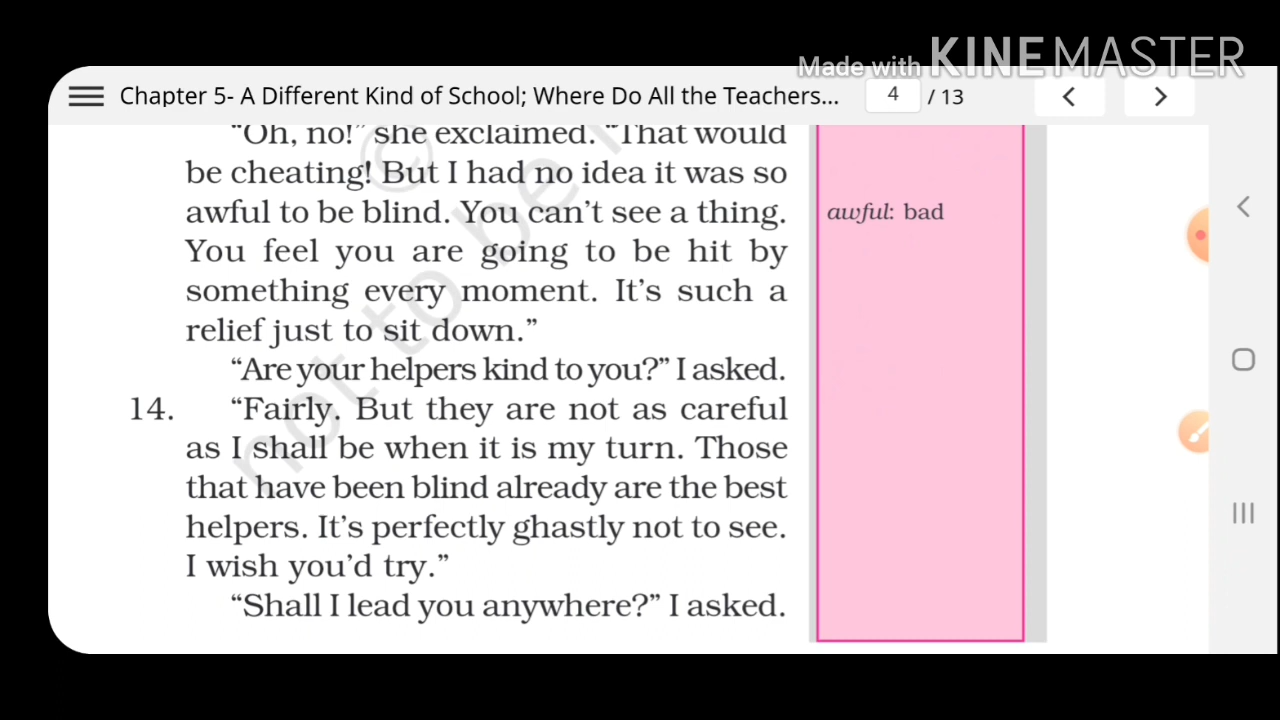 Made with KINEMASTER
Chapter 5- A Different Kind of School; Where Do All the Teachers... 4 / 13
“Oh, no!” she exclaimed. “That would
be cheating! But I had no idea it was so
awful to be blind. You can’t see a thing.
awful: bad
You feel you are going to be hit by
something every moment. It’s such a
relief just to sit down.”
“Are your helpers kind to you?” I asked.
14. “Fairly. But they are not as careful
as I shall be when it is my turn. Those
that have been blind already are the best
helpers. It’s perfectly ghastly not to see.
I wish you’d try.”
“Shall I lead you anywhere?” I asked.
©
not to be